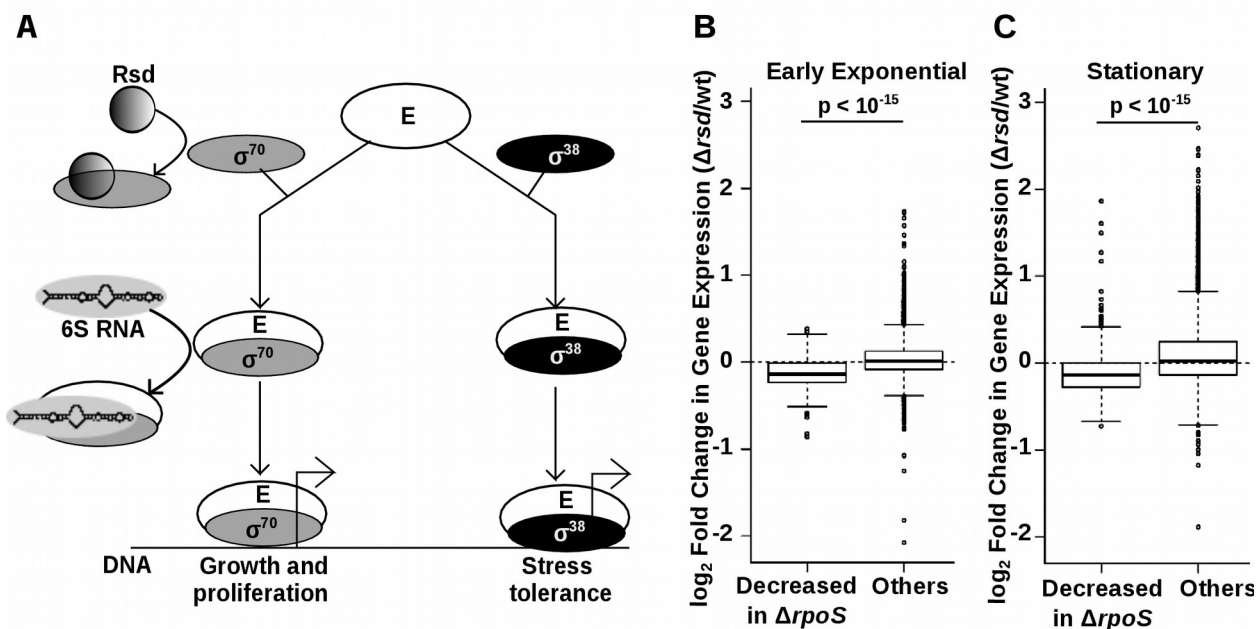 A
Rsd
E
σ70
σ38
6S RNA
E
σ70
E
σ38
E
σ70
E
σ38
DNA
Growth and
proliferation
Stress
tolerance
B
Early Exponential
p < 10-15
log2 Fold Change in Gene Expression (Δrsd/wt)
3
2
1
0
-1
-2
Decreased
in ΔrpoS
Others
C
Stationary
p < 10-15
log2 Fold Change in Gene Expression (Δrsd/wt)
3
2
1
0
-1
-2
Decreased
in ΔrpoS
Others